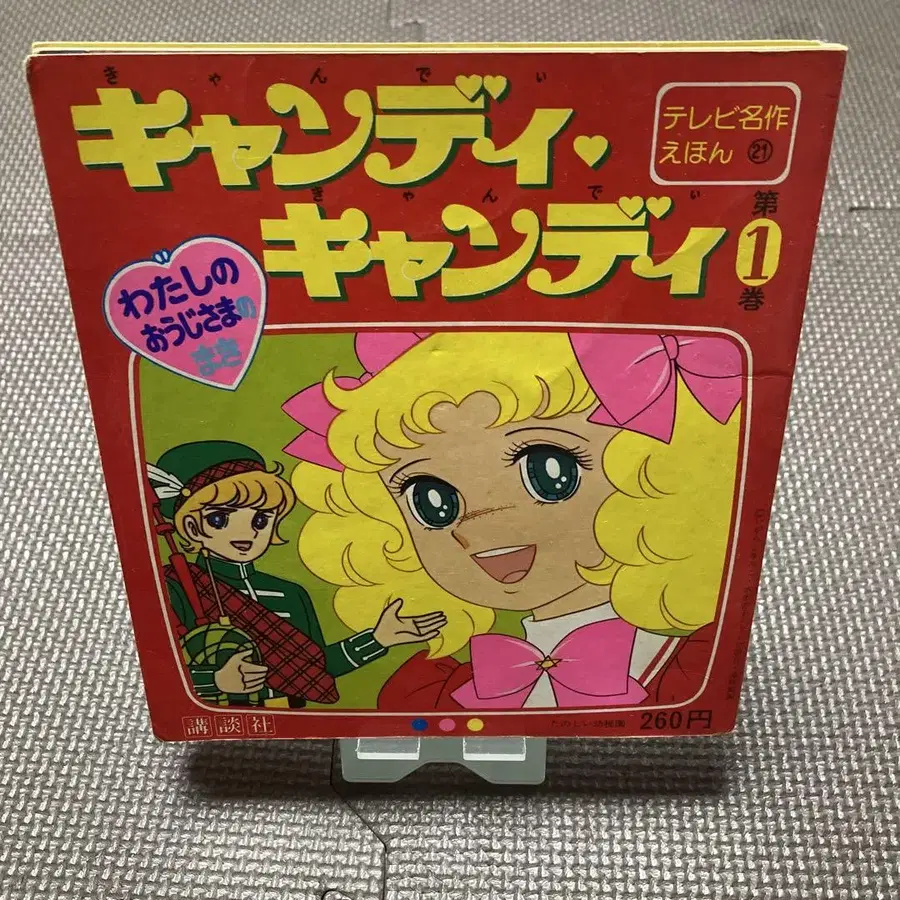 きゃんでぃ
キャンディ・
きゃんでぃ
キャンディ
テレビ名作
えほん ㉑
第1巻
わたしの
おうじさまの
まき
講談社
たのしい幼稚園
260円